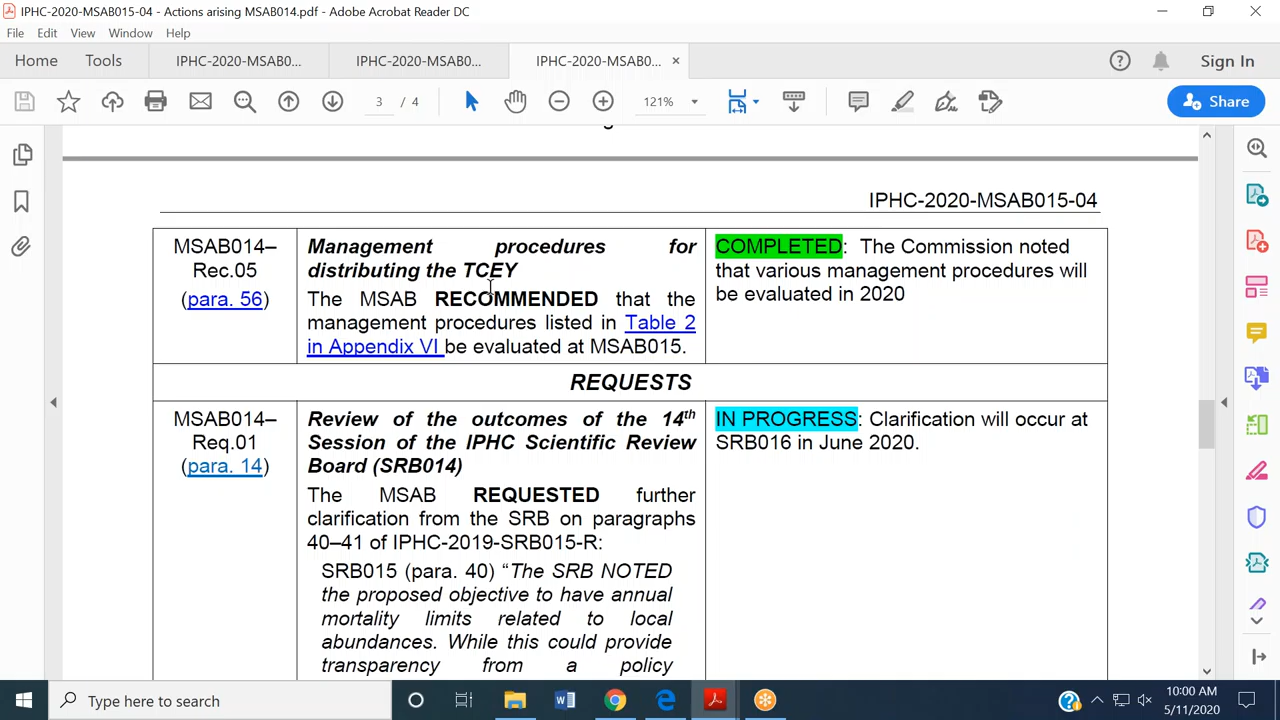 IPHC-2020-MSAB015-04 - Actions arising MSAB014.pdf - Adobe Acrobat Reader DC
File Edit View Window Help
Home Tools IPHC-2020-MSAB0... IPHC-2020-MSAB0... IPHC-2020-MSAB0... × Sign In
3 / 4 121% Share
IPHC-2020-MSAB015-04
MSAB014–
Rec.05
(para. 56)
Management procedures for
distributing the TCEY
The MSAB RECOMMENDED that the
management procedures listed in Table 2
in Appendix VI be evaluated at MSAB015.
COMPLETED: The Commission noted
that various management procedures will
be evaluated in 2020
REQUESTS
MSAB014–
Req.01
(para. 14)
Review of the outcomes of the 14th
Session of the IPHC Scientific Review
Board (SRB014)
The MSAB REQUESTED further
clarification from the SRB on paragraphs
40–41 of IPHC-2019-SRB015-R:
SRB015 (para. 40) “The SRB NOTED
the proposed objective to have annual
mortality limits related to local
abundances. While this could provide
transparency from a policy
IN PROGRESS: Clarification will occur at
SRB016 in June 2020.
Type here to search
10:00 AM
5/11/2020